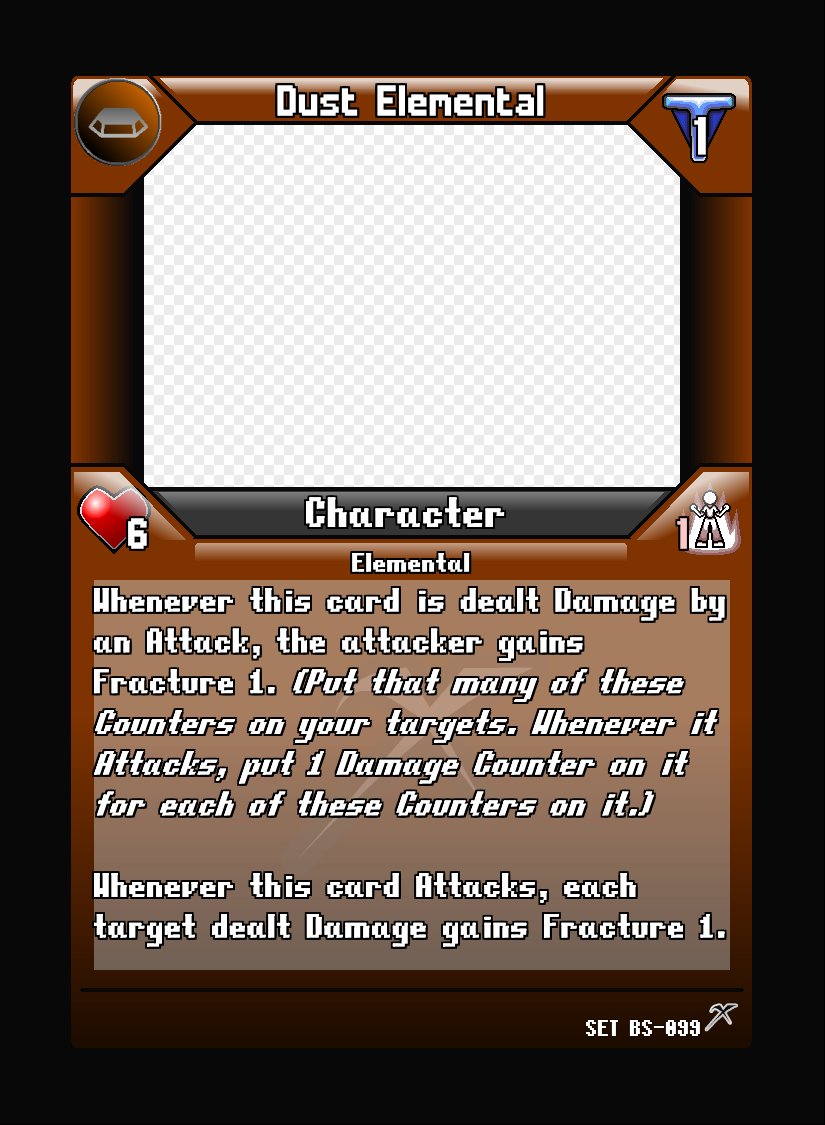 Dust Elemental
1
Character
6
1
Elemental
Whenever this card is dealt Damage by
an Attack, the attacker gains
Fracture 1. (Put that many of these
Counters on your targets. Whenever it
Attacks, put 1 Damage Counter on it
for each of these Counters on it.)
Whenever this card Attacks, each
target dealt Damage gains Fracture 1.
SET BS-099